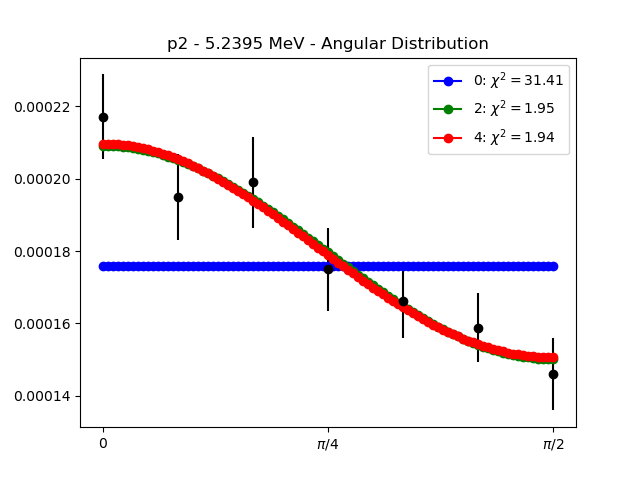 p2 - 5.2395 MeV - Angular Distribution
0: χ² = 31.41
2: χ² = 1.95
4: χ² = 1.94
0.00022
0.00020
0.00018
0.00016
0.00014
0 π/4 π/2